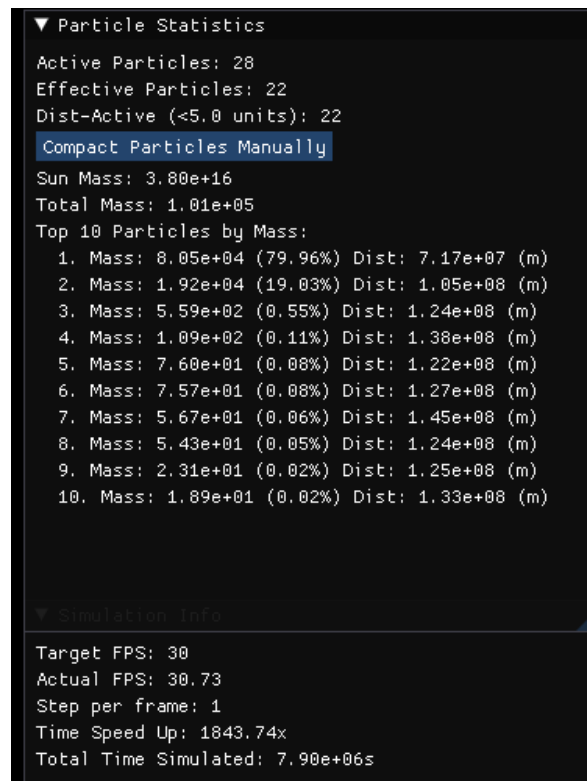 ▼ Particle Statistics
Active Particles: 28
Effective Particles: 22
Dist-Active (<5.0 units): 22
Compact Particles Manually
Sun Mass: 3.80e+16
Total Mass: 1.01e+05
Top 10 Particles by Mass:
1. Mass: 8.05e+04 (79.96%) Dist: 7.17e+07 (m)
2. Mass: 1.92e+04 (19.03%) Dist: 1.05e+08 (m)
3. Mass: 5.59e+02 (0.55%) Dist: 1.24e+08 (m)
4. Mass: 1.09e+02 (0.11%) Dist: 1.38e+08 (m)
5. Mass: 7.60e+01 (0.08%) Dist: 1.22e+08 (m)
6. Mass: 7.57e+01 (0.08%) Dist: 1.27e+08 (m)
7. Mass: 5.67e+01 (0.06%) Dist: 1.45e+08 (m)
8. Mass: 5.43e+01 (0.05%) Dist: 1.24e+08 (m)
9. Mass: 2.31e+01 (0.02%) Dist: 1.25e+08 (m)
10. Mass: 1.89e+01 (0.02%) Dist: 1.33e+08 (m)
▼ Simulation Info
Target FPS: 30
Actual FPS: 30.73
Step per frame: 1
Time Speed Up: 1843.74x
Total Time Simulated: 7.90e+06s